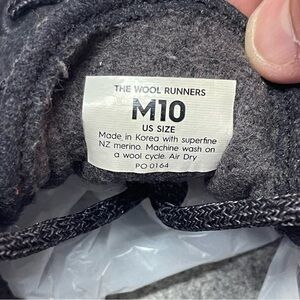 THE WOOL RUNNERS
M10
US SIZE
Made in Korea with superfine
NZ merino. Machine wash on
a wool cycle. Air Dry
PO 0164